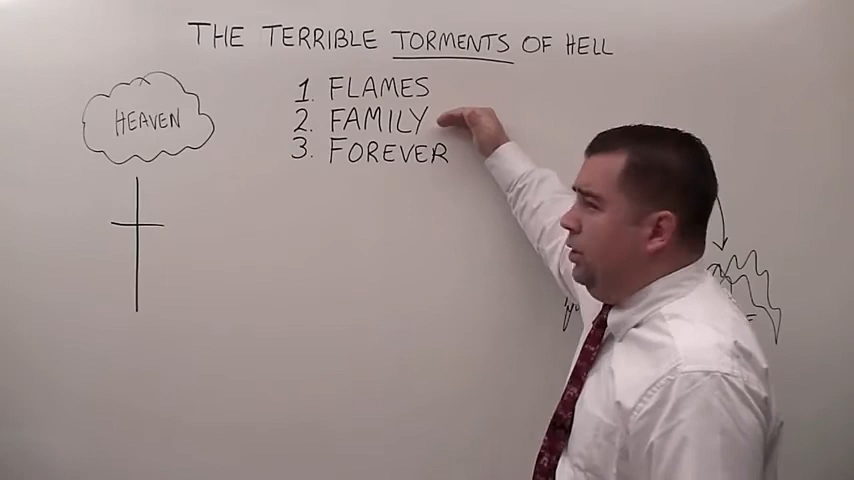 THE TERRIBLE TORMENTS OF HELL
HEAVEN
1. FLAMES
2. FAMILY
3. FOREVER